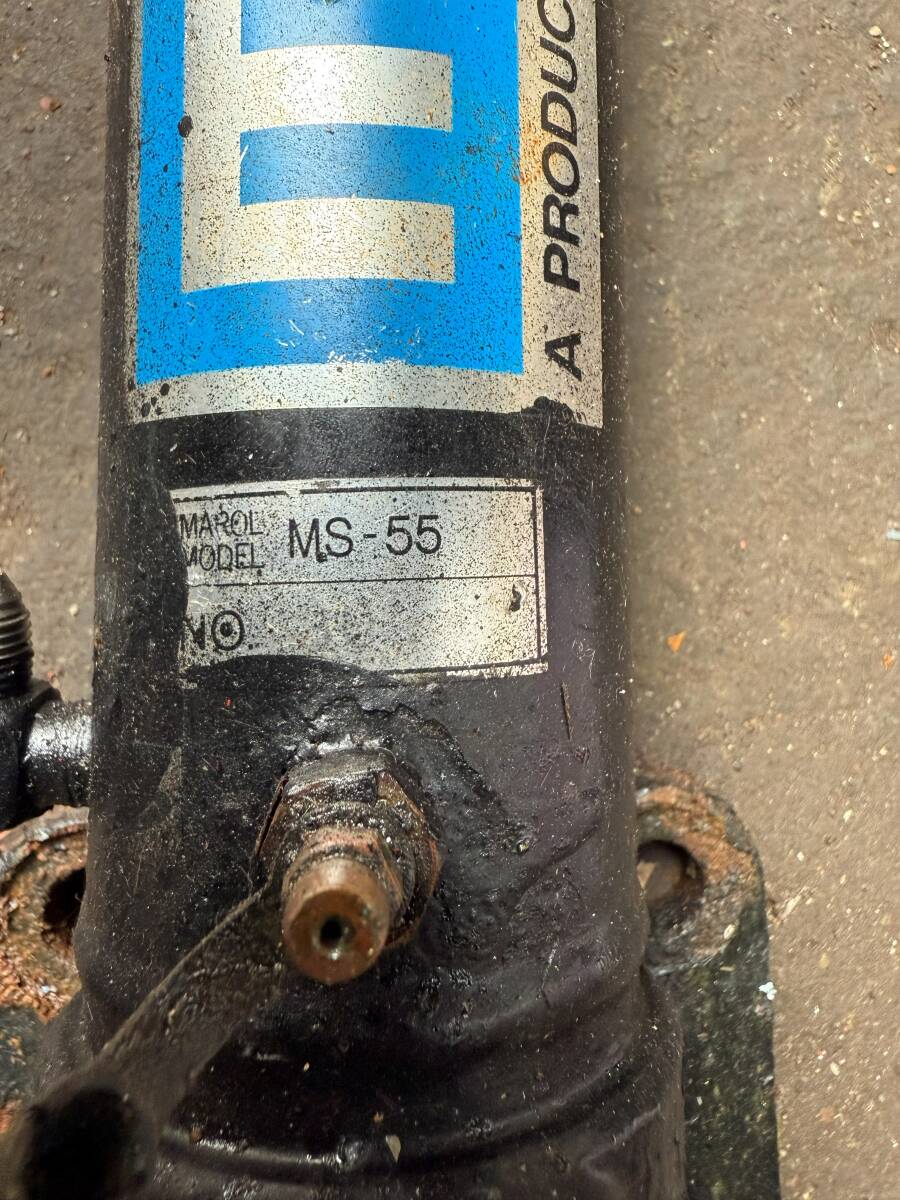 E
A PRODUC
MAROL
MODEL MS-55
NO.